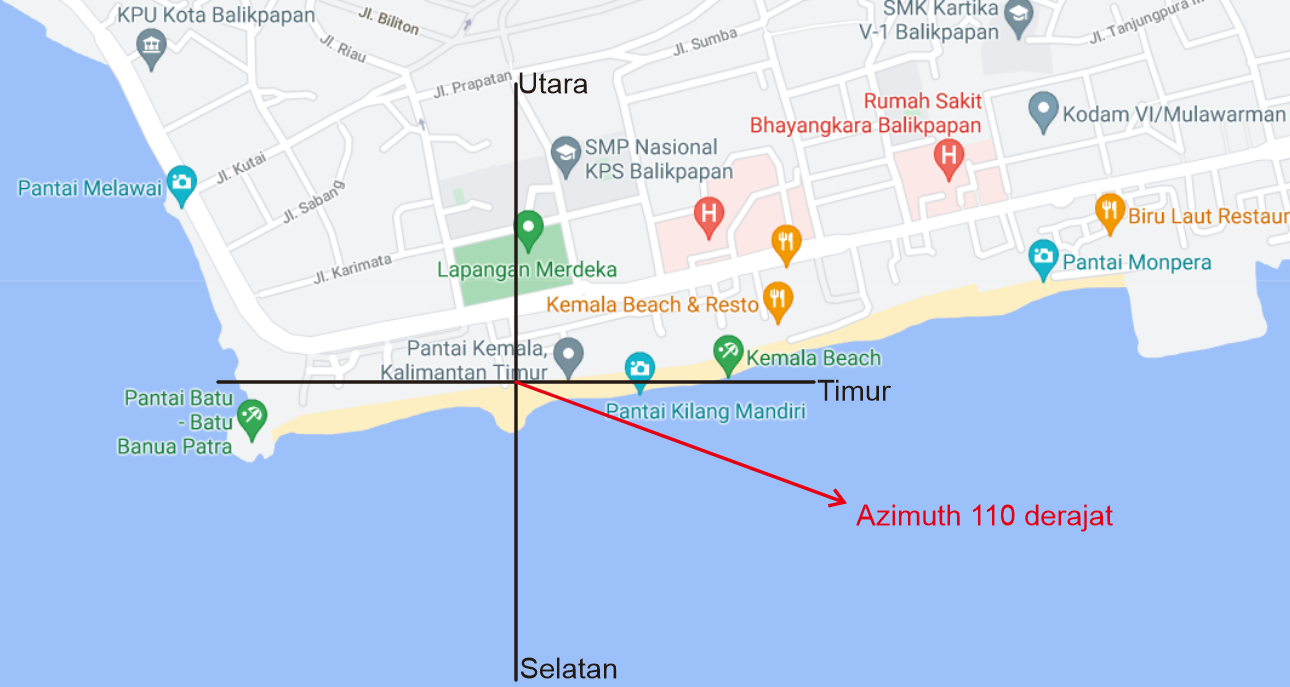 KPU Kota Balikpapan
Jl. Biliton
SMK Kartika
V-1 Balikpapan
Jl. Tanjungpura
Jl. Riau
Jl. Sumba
Jl. Prapatan
Utara
Rumah Sakit
Bhayangkara Balikpapan
Kodam VI/Mulawarman
SMP Nasional
KPS Balikpapan
Jl. Kutai
Pantai Melawai
Jl. Sabang
H
H
Biru Laut Restaur
Jl. Karimata
Lapangan Merdeka
Pantai Monpera
Kemala Beach & Resto
Pantai Kemala,
Kalimantan Timur
Kemala Beach
Timur
Pantai Batu
- Batu
Banua Patra
Pantai Kilang Mandiri
Azimuth 110 derajat
Selatan